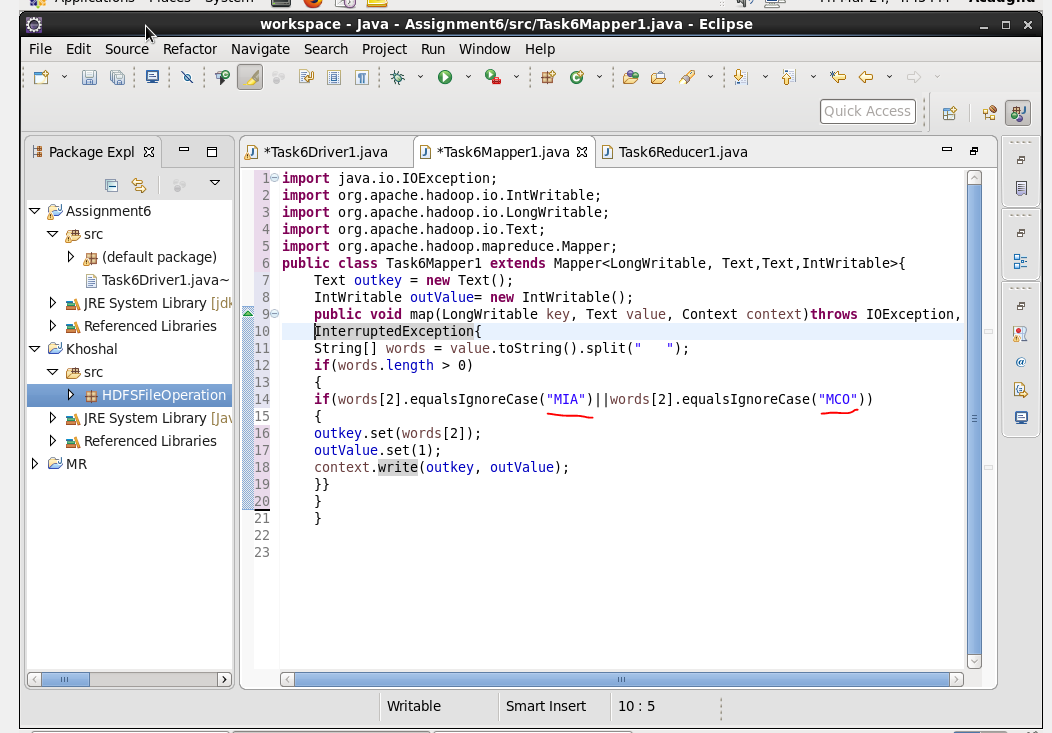 workspace - Java - Assignment6/src/Task6Mapper1.java - Eclipse
File Edit Source Refactor Navigate Search Project Run Window Help
Quick Access
Package Expl
*Task6Driver1.java *Task6Mapper1.java Task6Reducer1.java
Assignment6
src
(default package)
Task6Driver1.java~
JRE System Library [jdk
Referenced Libraries
Khoshal
src
HDFSFileOperation
JRE System Library [Jav
Referenced Libraries
MR
1 import java.io.IOException;
2 import org.apache.hadoop.io.IntWritable;
3 import org.apache.hadoop.io.LongWritable;
4 import org.apache.hadoop.io.Text;
5 import org.apache.hadoop.mapreduce.Mapper;
6 public class Task6Mapper1 extends Mapper<LongWritable, Text,Text,IntWritable>{
7 Text outkey = new Text();
8 IntWritable outValue= new IntWritable();
9 public void map(LongWritable key, Text value, Context context)throws IOException,
10 InterruptedException{
11 String[] words = value.toString().split("   ");
12 if(words.length > 0)
13 {
14 if(words[2].equalsIgnoreCase("MIA")||words[2].equalsIgnoreCase("MCO"))
15 {
16 outkey.set(words[2]);
17 outValue.set(1);
18 context.write(outkey, outValue);
19 }}
20 }
21 }
22
23
Writable Smart Insert 10 : 5